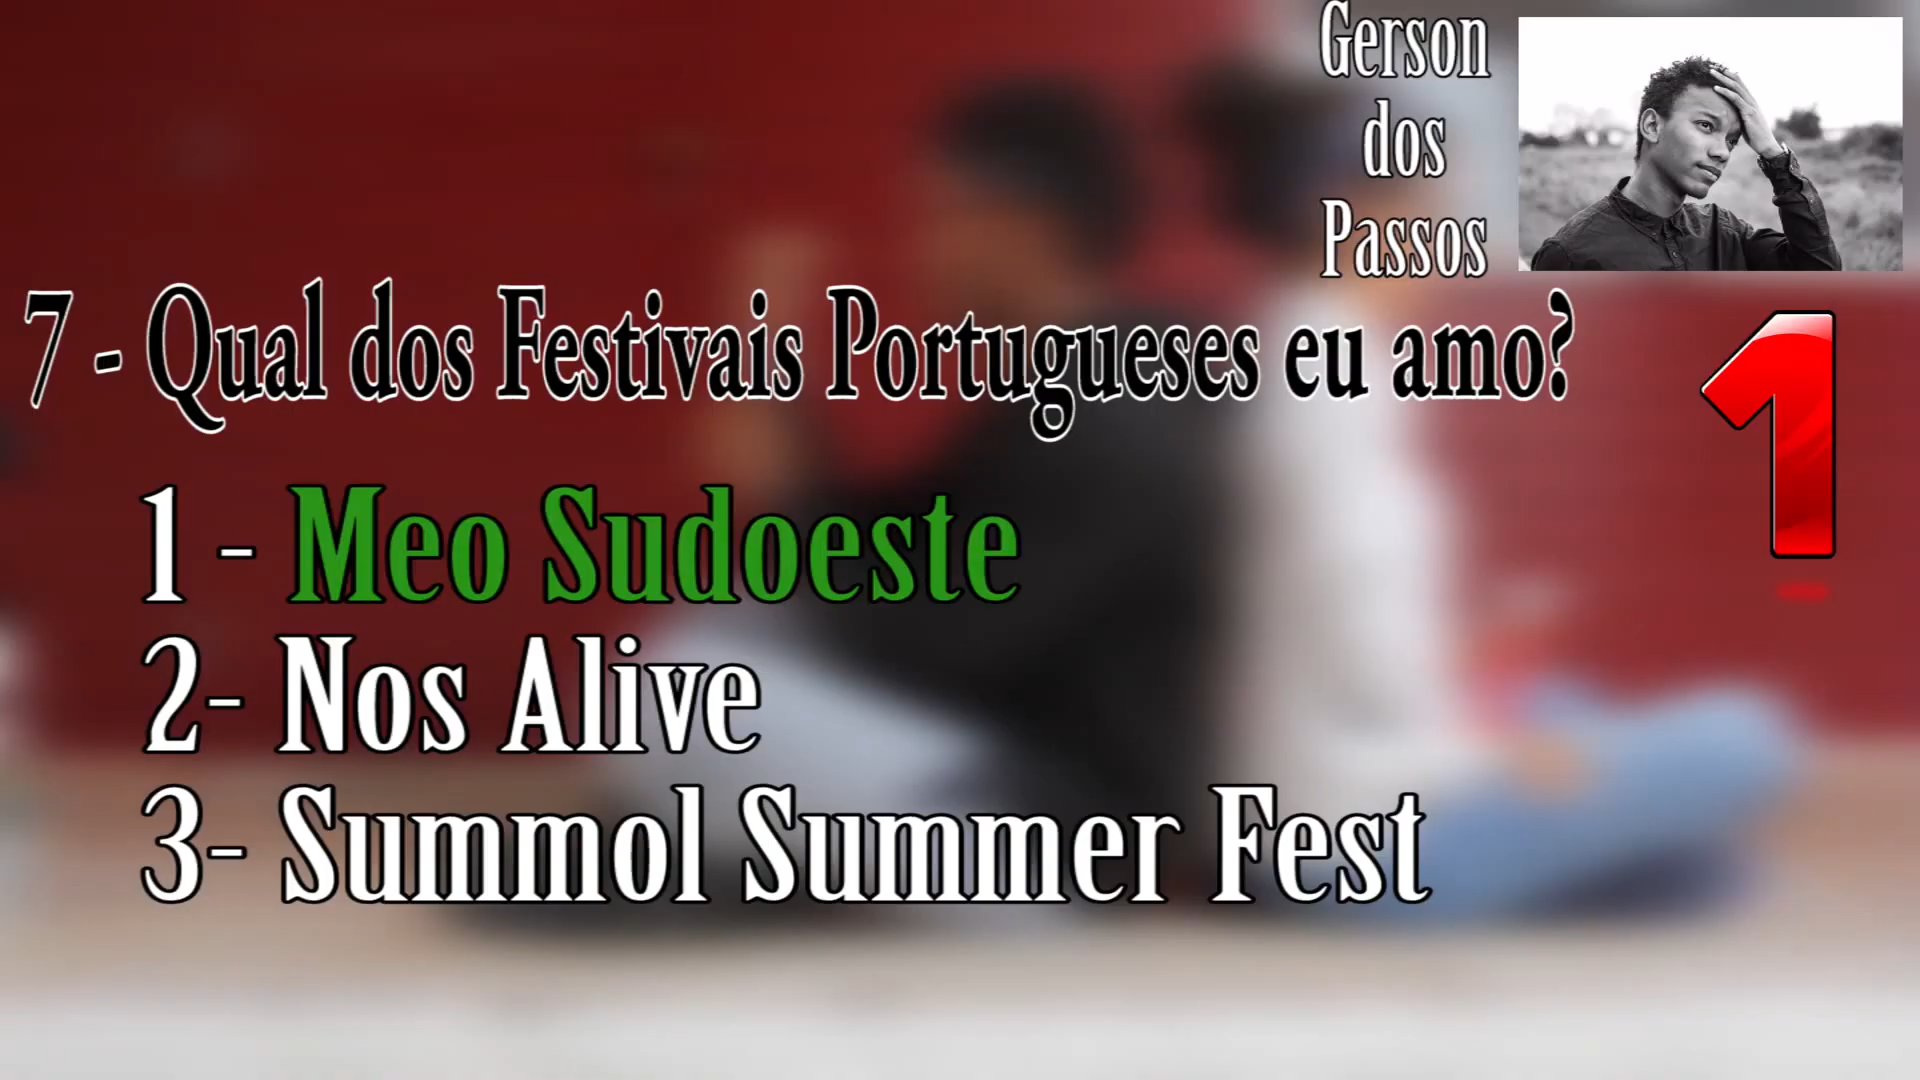 Gerson
dos
Passos
7 - Qual dos Festivais Portugueses eu amo?
1
1 - Meo Sudoeste
2- Nos Alive
3- Summol Summer Fest